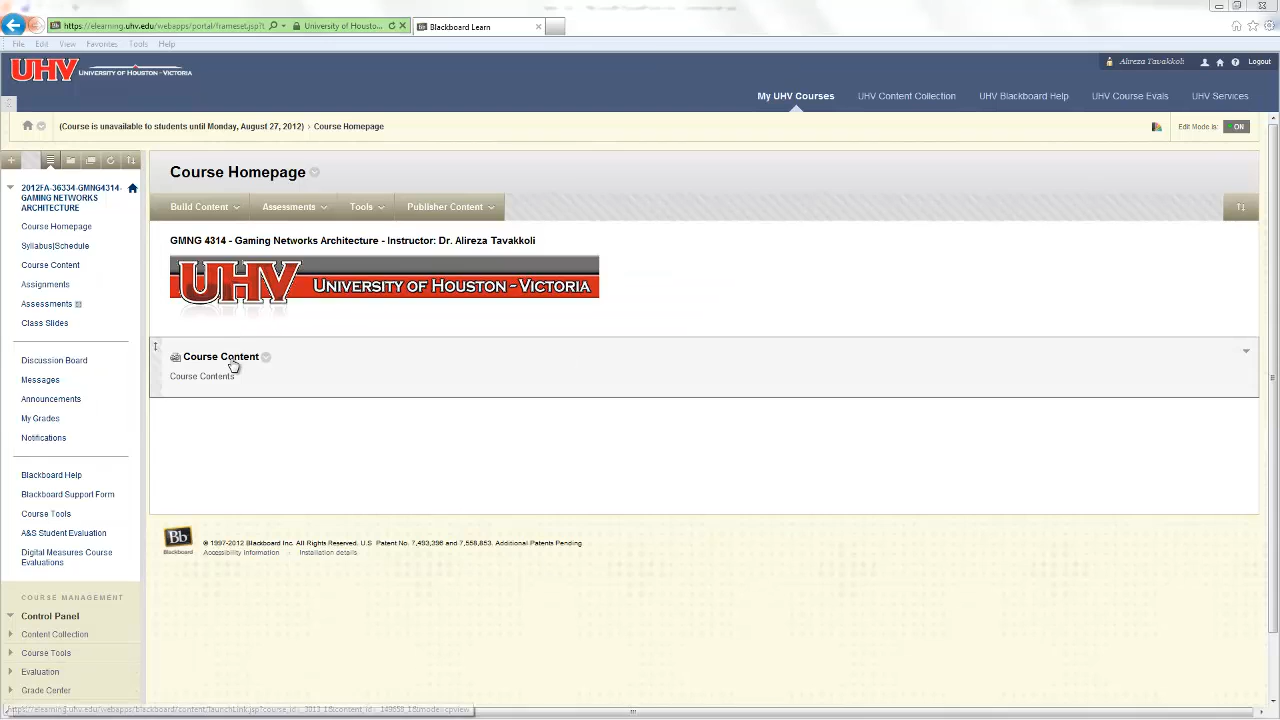 https://elearning.uhv.edu/webapps/portal/frameset.jsp?t
University of Housto...
Blackboard Learn
File Edit View Favorites Tools Help
UHV UNIVERSITY OF HOUSTON-VICTORIA
Alireza Tavakkoli
Logout
My UHV Courses UHV Content Collection UHV Blackboard Help UHV Course Evals UHV Services
(Course is unavailable to students until Monday, August 27, 2012) > Course Homepage
Edit Mode is: ON
2012FA-36334-GMNG4314-
GAMING NETWORKS
ARCHITECTURE
Course Homepage
Syllabus|Schedule
Course Content
Assignments
Assessments
Class Slides
Discussion Board
Messages
Announcements
My Grades
Notifications
Blackboard Help
Blackboard Support Form
Course Tools
A&S Student Evaluation
Digital Measures Course
Evaluations
COURSE MANAGEMENT
Control Panel
Content Collection
Course Tools
Evaluation
Grade Center
Course Homepage
Build Content Assessments Tools Publisher Content
GMNG 4314 - Gaming Networks Architecture - Instructor: Dr. Alireza Tavakkoli
UHV UNIVERSITY OF HOUSTON - VICTORIA
Course Content
Course Contents
Bb
Blackboard
© 1997-2012 Blackboard Inc. All Rights Reserved. U.S. Patent No. 7,493,396 and 7,558,853. Additional Patents Pending.
Accessibility Information Installation details